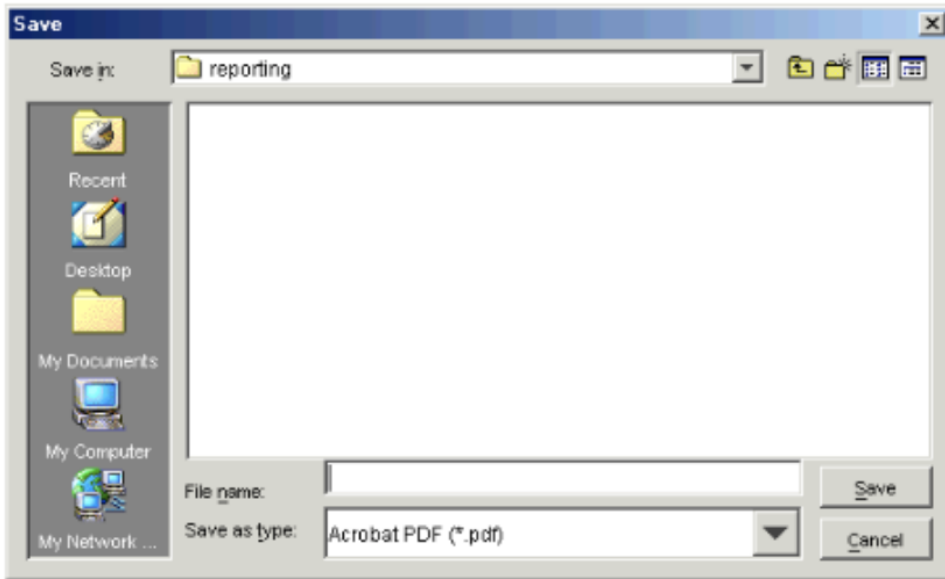 Save
Save in:
reporting
Recent
Desktop
My Documents
My Computer
My Network ...
File name:
Save
Save as type:
Acrobat PDF (*.pdf)
Cancel